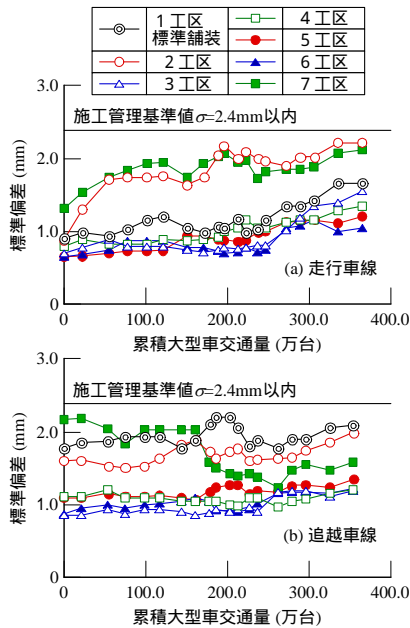 1 工区
標準舗装
2 工区
3 工区
4 工区
5 工区
6 工区
7 工区
3.0
施工管理基準値σ=2.4mm以内
2.0
標準偏差 (mm)
1.0
(a) 走行車線
0.0
0 100.0 200.0 300.0 400.0
累積大型車交通量 (万台)
3.0
施工管理基準値σ=2.4mm以内
2.0
標準偏差 (mm)
1.0
(b) 追越車線
0.0
0 100.0 200.0 300.0 400.0
累積大型車交通量 (万台)